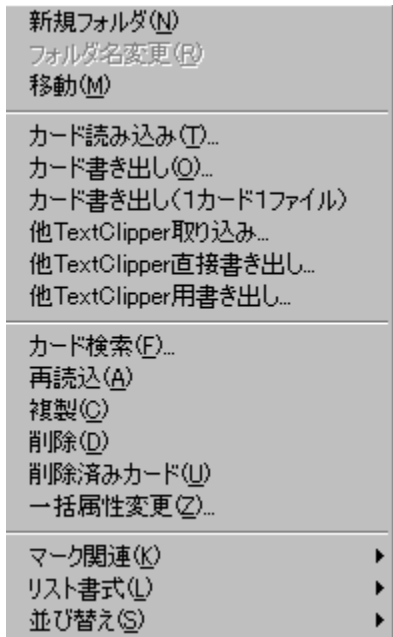 新規フォルダ(N)
フォルダ名変更(R)
移動(M)
カード読み込み(T)...
カード書き出し(O)...
カード書き出し(1カード1ファイル)
他TextClipper取り込み...
他TextClipper直接書き出し...
他TextClipper用書き出し...
カード検索(F)...
再読込(A)
複製(C)
削除(D)
削除済みカード(U)
一括属性変更(Z)...
マーク関連(K)
リスト書式(L)
並び替え(S)